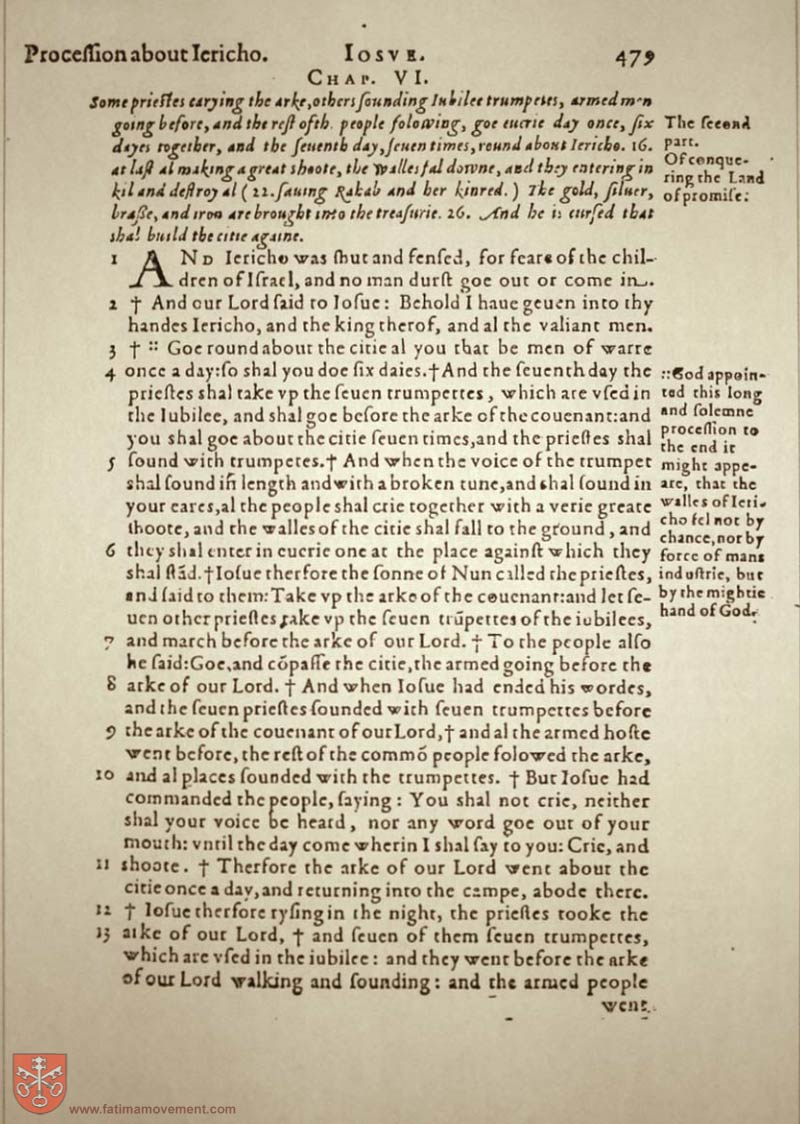 Proceſſion about Iericho. IOSVE. 479
CHAP. VI.
Some prieſtes carying the arke, others ſounding Iubilee trumpetes, armed men
going before, and the reſt ofth. people folowing, goe euerie day once, ſix
dayes together, and the ſeuenth day, ſeuen times, round about Iericho. 16.
at laſt al making a great ſhoote, the walles fal downe, and they entering in
kil and deſtroy al (22. ſauing Rahab and her kinred.) The gold, ſiluer,
braſſe, and iron are brought into the treaſurie. 26. And he is curſed that
shal build the citie againe.
The ſecond
part.
Of conque-
ring the Land
of promiſe:
1 AND Iericho was ſhut and fenſed, for feare of the chil-
dren of Iſrael, and no man durſt goe out or come in.
2 † And our Lord ſaid to Ioſue: Behold I haue geuen into thy
handes Iericho, and the king therof, and al the valiant men.
3 † :: Goe round about the citie al you that be men of warre
4 once a day: ſo shal you doe ſix daies. † And the ſeuenth day the
prieſtes shal take vp the ſeuen trumpettes, which are vſed in
the Iubilee, and shal goe before the arke of the couenant: and
you shal goe about the citie ſeuen times, and the prieſtes shal
5 ſound with trumpetes. † And when the voice of the trumpet
shal ſound in length and with a broken tune, and shal ſound in
your eares, al the people shal crie together with a verie greate
ſhoote, and the walles of the citie shal fall to the ground, and
6 they shal enter in euerie one at the place againſt which they
shal ſtãd. † Ioſue therfore the ſonne of Nun called the prieſtes,
and ſaid to them: Take vp the arke of the couenant: and let ſe-
uen other prieſtes take vp the ſeuen trũpettes of the iubilees,
7 and march before the arke of our Lord. † To the people alſo
he ſaid: Goe, and cõpaſſe the citie, the armed going before the
8 arke of our Lord. † And when Ioſue had ended his wordes,
and the ſeuen prieſtes ſounded with ſeuen trumpettes before
9 the arke of the couenant of our Lord, † and al the armed hoſte
went before, the reſt of the commõ people folowed the arke,
10 and al places ſounded with the trumpettes. † But Ioſue had
commanded the people, ſaying: You shal not crie, neither
shal your voice be heard, nor any word goe out of your
mouth: vntil the day come wherin I shal ſay to you: Crie, and
11 shoote. † Therfore the arke of our Lord went about the
citie once a day, and returning into the campe, abode there.
12 † Ioſue therfore ryſing in the night, the prieſtes tooke the
13 arke of our Lord, † and ſeuen of them ſeuen trumpettes,
which are vſed in the iubilee: and they went before the arke
of our Lord walking and ſounding: and the armed people
went
::God appoin-
ted this long
and ſolemne
proceſſion to
the end it
might appe-
are, that the
walles of Ieri-
cho fel not by
chance, nor by
force of mans
induſtrie, but
by the mightie
hand of God.
www.fatimamovement.com